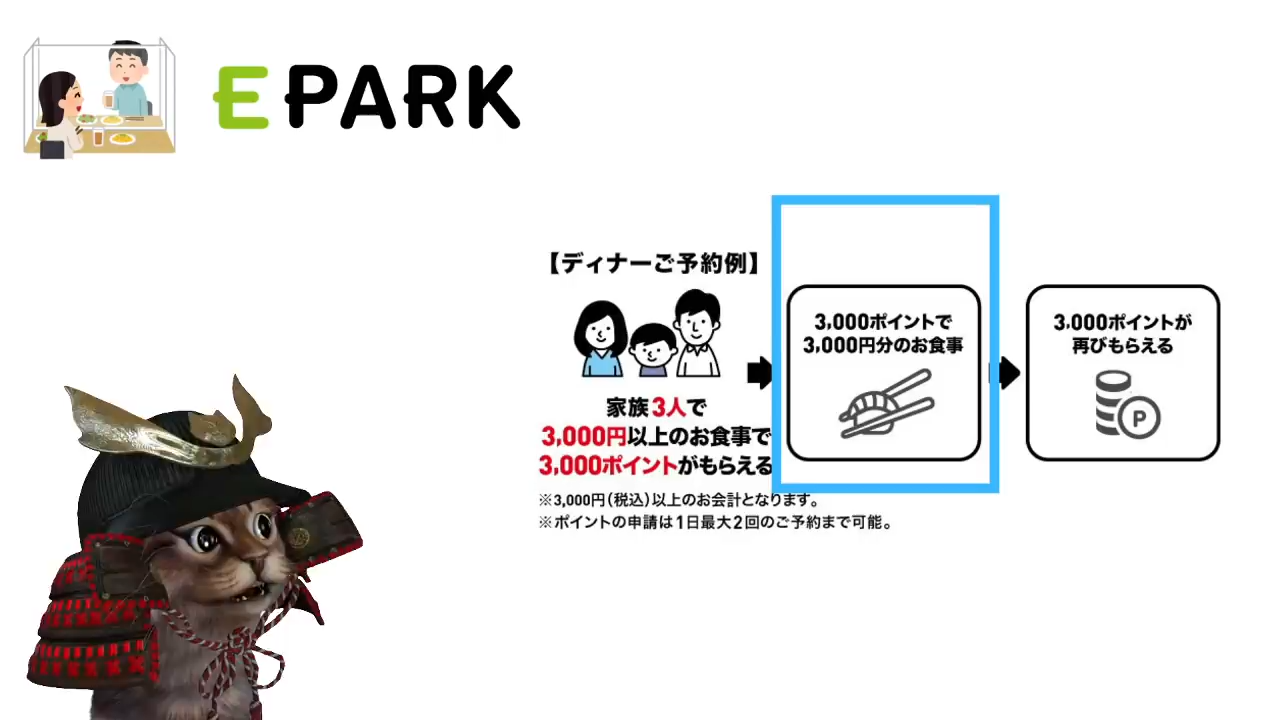 EPARK
【ディナーご予約例】
家族3人で
3,000円以上のお食事で
3,000ポイントがもらえる
※3,000円(税込)以上のお会計となります。
※ポイントの申請は1日最大2回のご予約まで可能。
3,000ポイントで
3,000円分のお食事
3,000ポイントが
再びもらえる
P